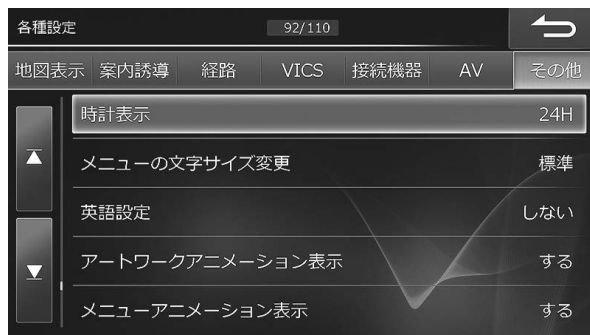 各種設定 92/110
地図表示 案内誘導 経路 VICS 接続機器 AV その他
時計表示 24H
メニューの文字サイズ変更 標準
英語設定 しない
アートワークアニメーション表示 する
メニューアニメーション表示 する